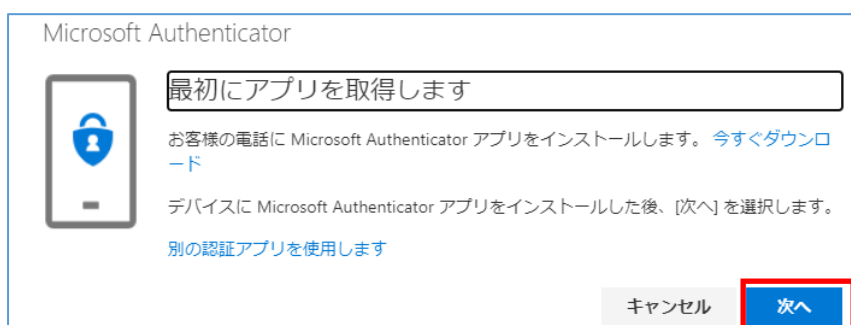 Microsoft Authenticator
最初にアプリを取得します
お客様の電話に Microsoft Authenticator アプリをインストールします。今すぐダウンロ
ード
デバイスに Microsoft Authenticator アプリをインストールした後、[次へ] を選択します。
別の認証アプリを使用します
キャンセル 次へ